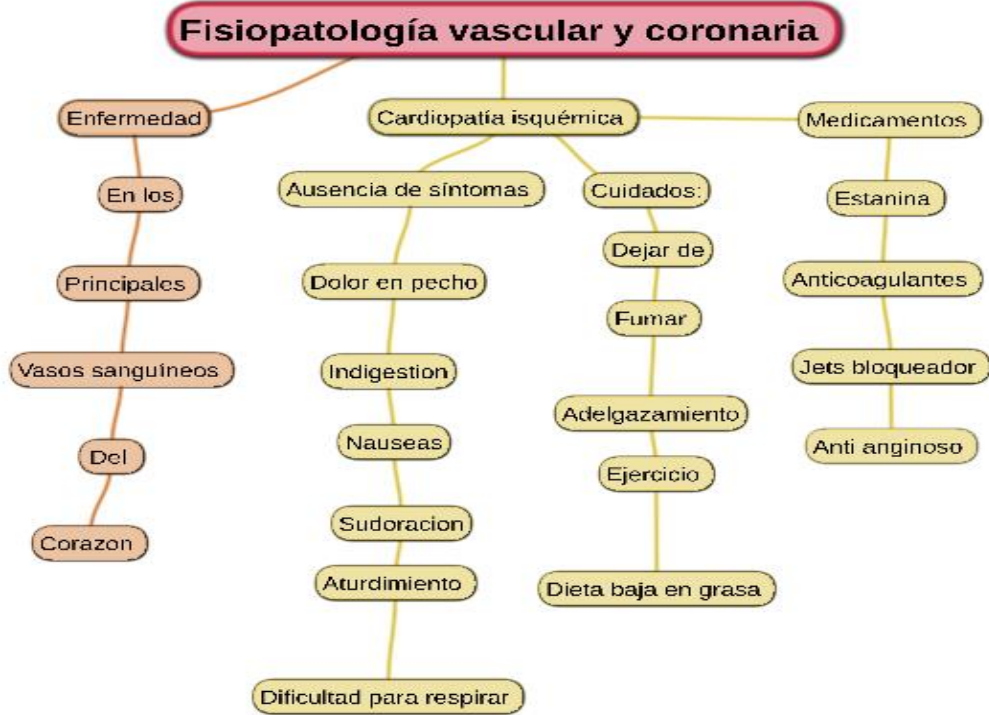 Fisiopatología vascular y coronaria
Enfermedad
En los
Principales
Vasos sanguíneos
Del
Corazon
Cardiopatía isquémica
Ausencia de síntomas
Dolor en pecho
Indigestion
Nauseas
Sudoracion
Aturdimiento
Dificultad para respirar
Cuidados:
Dejar de
Fumar
Adelgazamiento
Ejercicio
Dieta baja en grasa
Medicamentos
Estanina
Anticoagulantes
Jets bloqueador
Anti anginoso